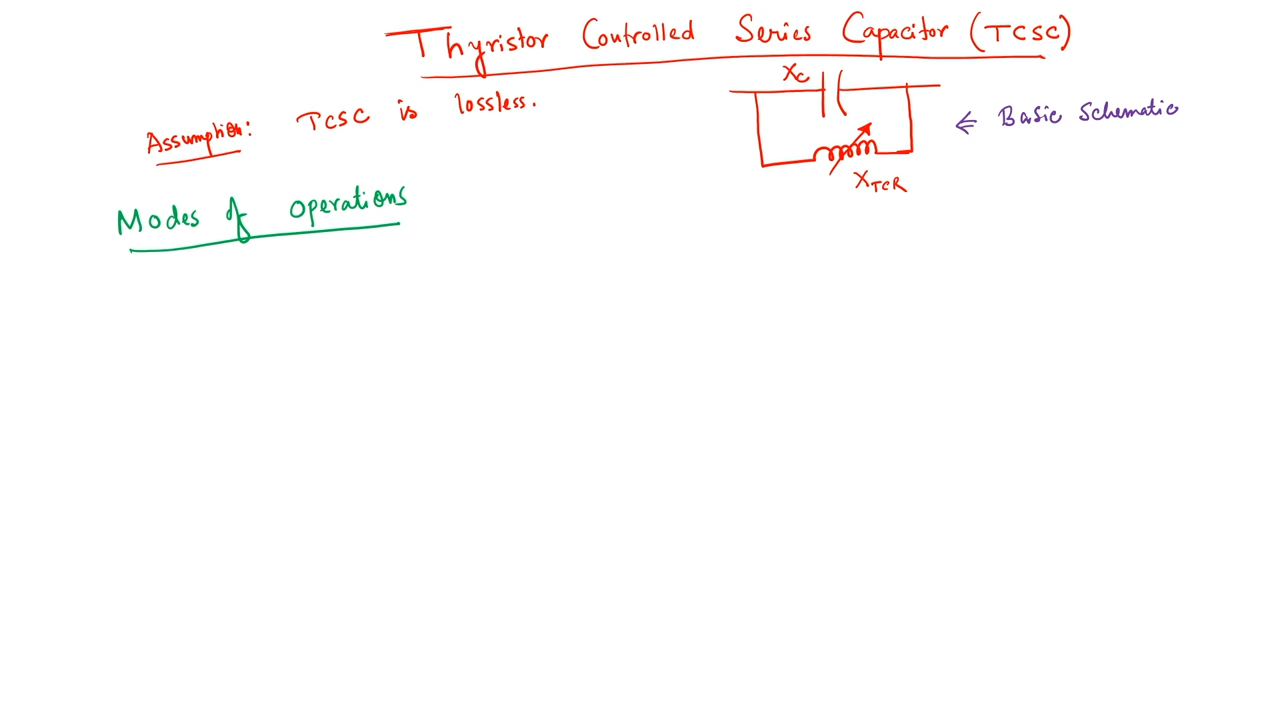 Thyristor Controlled Series Capacitor (TCSC)
Xc
Assumption: TCSC is lossless.
⇐ Basic Schematic
XTCR
Modes of operations